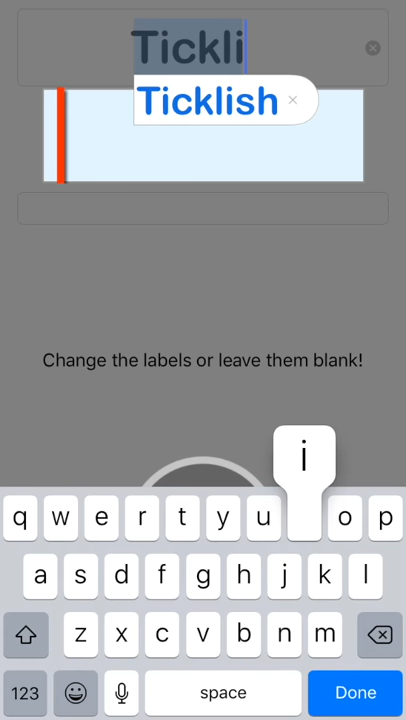 Tickli
Ticklish ×
Change the labels or leave them blank!
i
q w e r t y u o p
a s d f g h j k l
z x c v b n m
123 space Done